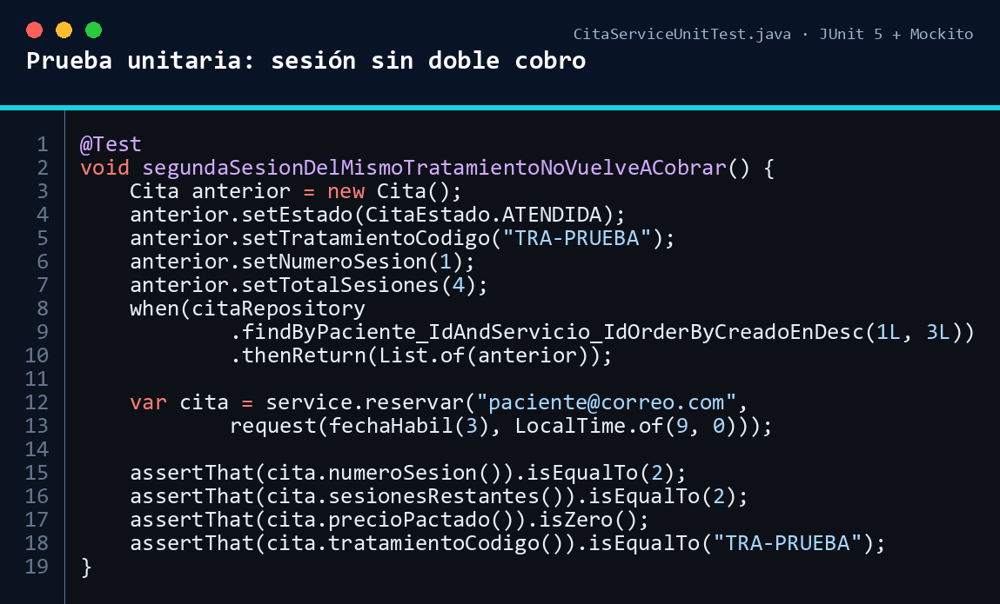 CitaServiceUnitTest.java · JUnit 5 + Mockito
Prueba unitaria: sesión sin doble cobro
1 @Test
2 void segundaSesionDelMismoTratamientoNoVuelveACobrar() {
3     Cita anterior = new Cita();
4     anterior.setEstado(CitaEstado.ATENDIDA);
5     anterior.setTratamientoCodigo("TRA-PRUEBA");
6     anterior.setNumeroSesion(1);
7     anterior.setTotalSesiones(4);
8     when(citaRepository
9             .findByPaciente_IdAndServicio_IdOrderByCreadoEnDesc(1L, 3L))
10             .thenReturn(List.of(anterior));
11
12     var cita = service.reservar("paciente@correo.com",
13             request(fechaHabil(3), LocalTime.of(9, 0)));
14
15     assertThat(cita.numeroSesion()).isEqualTo(2);
16     assertThat(cita.sesionesRestantes()).isEqualTo(2);
17     assertThat(cita.precioPactado()).isZero();
18     assertThat(cita.tratamientoCodigo()).isEqualTo("TRA-PRUEBA");
19 }